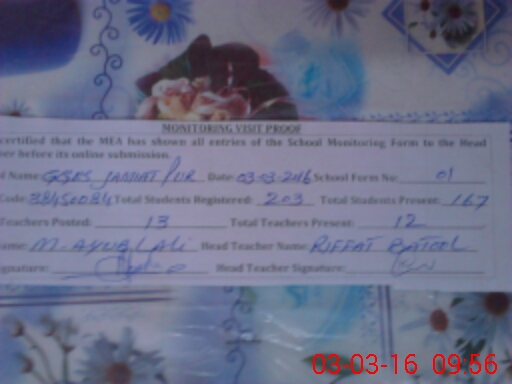 MONITORING VISIT PROOF
certified that the MEA has shown all entries of the School Monitoring Form to the Head
before its online submission.
Name: GGES JANNAT PUR Date: 03-03-2016 School Form No: 01
Code: 38450084 Total Students Registered: 203 Total Students Present: 167
Teachers Posted: 13 Total Teachers Present: 12
ame: M. AYUB ALI Head Teacher Name: RIFFAT BATOOL
gnature: Head Teacher Signature:
03-03-16 09:56